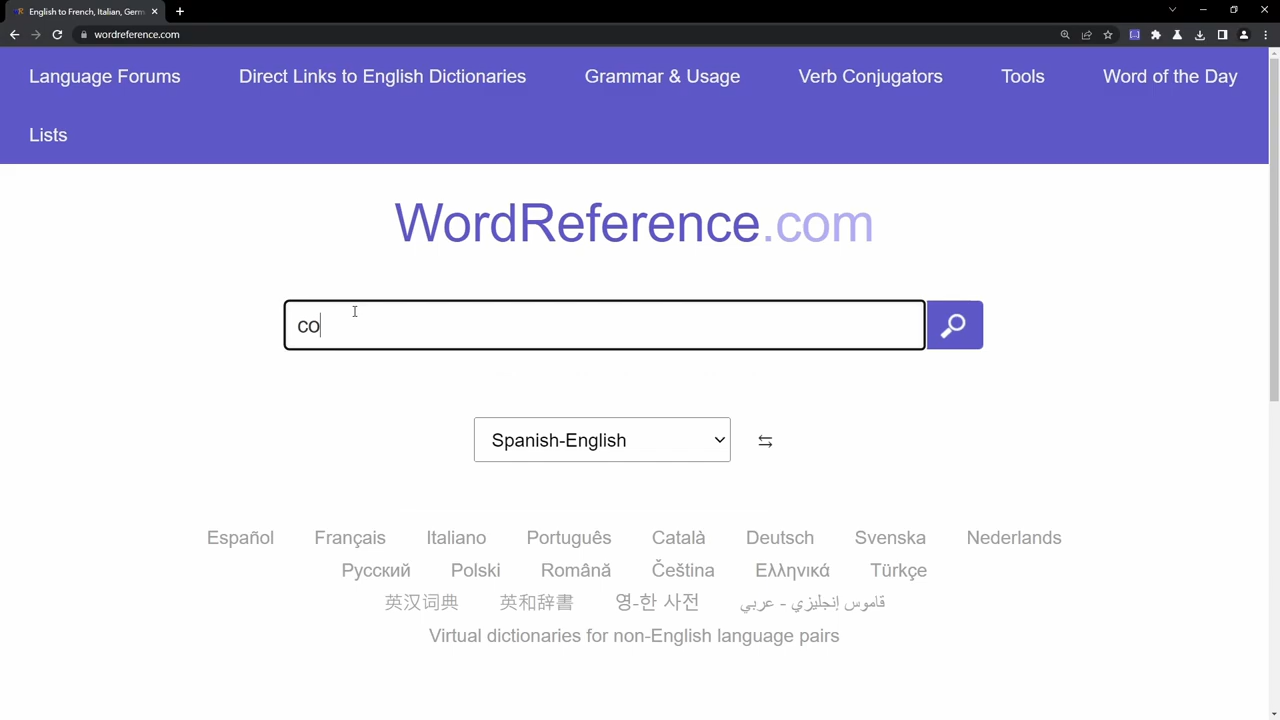 English to French, Italian, Germ
wordreference.com
Language Forums Direct Links to English Dictionaries Grammar & Usage Verb Conjugators Tools Word of the Day
Lists
WordReference.com
co
Spanish-English
Español Français Italiano Português Català Deutsch Svenska Nederlands
Русский Polski Română Čeština Ελληνικά Türkçe
英汉词典 英和辞書 영-한 사전 قاموس إنجليزي - عربي
Virtual dictionaries for non-English language pairs